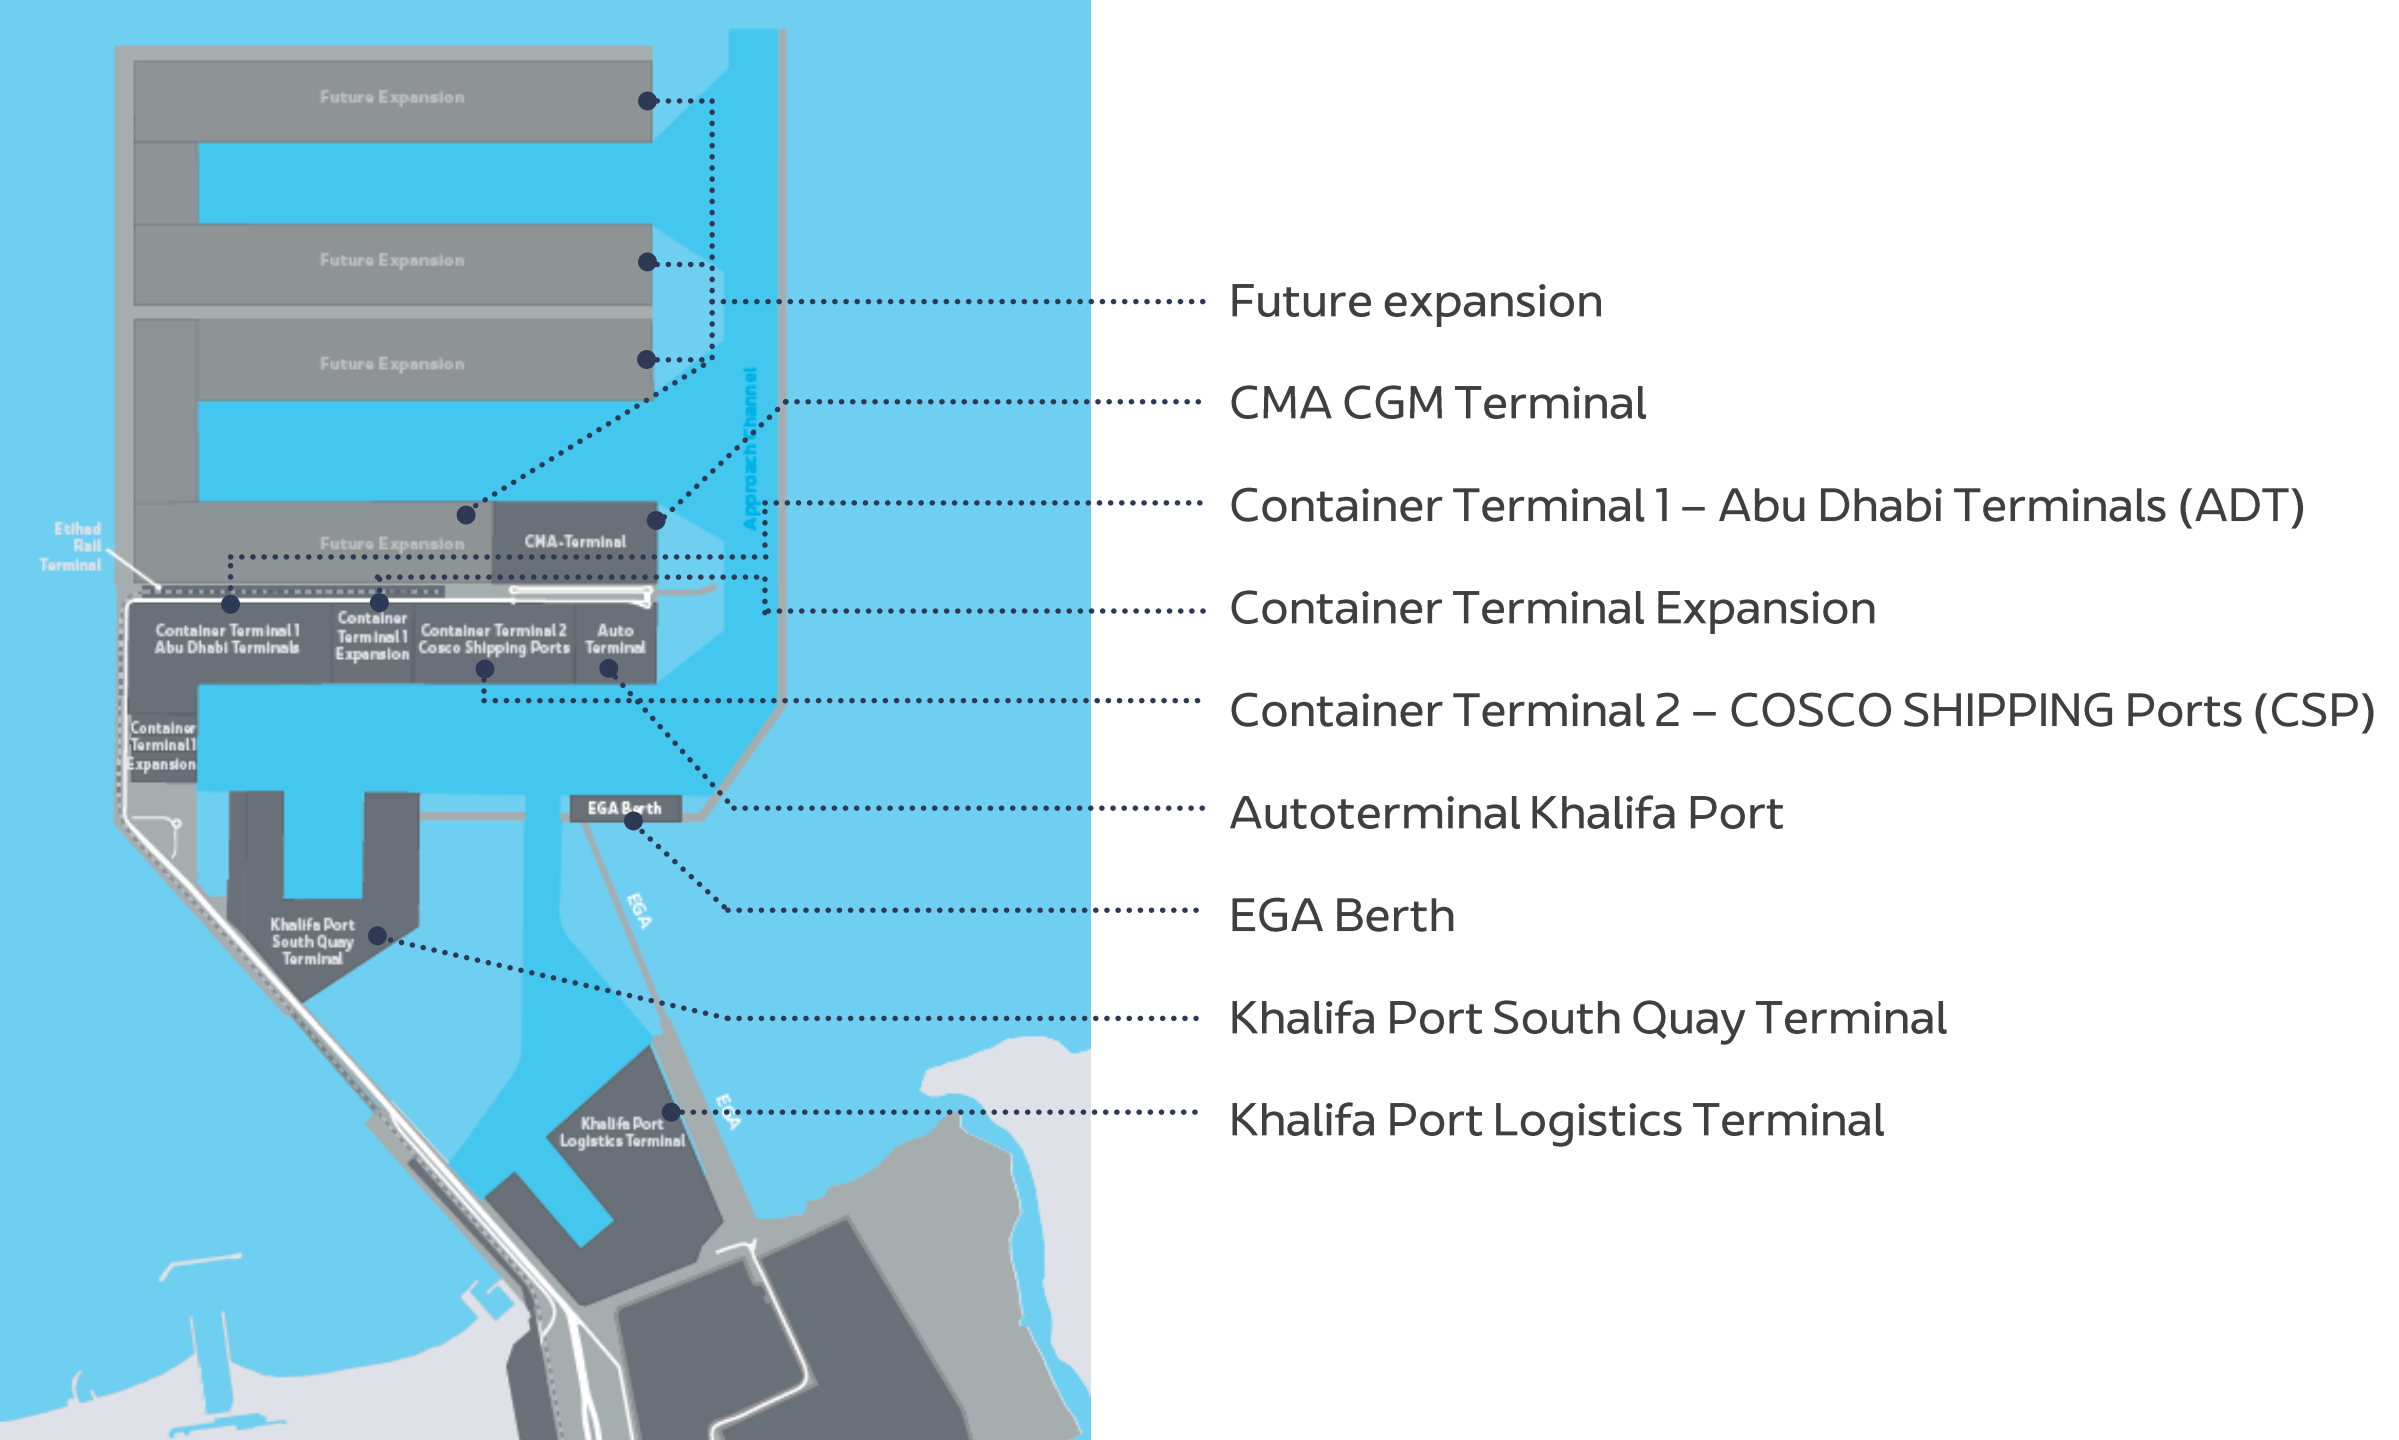 Future Expansion
Future Expansion
Future Expansion
Future Expansion
CMA-Terminal
Approach Channel
Etihad
Rail
Terminal
Container Terminal 1
Abu Dhabi Terminals
Container
Terminal 1
Expansion
Container Terminal 2
Cosco Shipping Ports
Auto
Terminal
Container
Terminal 1
Expansion
EGA Berth
EGA
Khalifa Port
South Quay
Terminal
EGA
Khalifa Port
Logistics Terminal
Future expansion
CMA CGM Terminal
Container Terminal 1 – Abu Dhabi Terminals (ADT)
Container Terminal Expansion
Container Terminal 2 – COSCO SHIPPING Ports (CSP)
Autoterminal Khalifa Port
EGA Berth
Khalifa Port South Quay Terminal
Khalifa Port Logistics Terminal